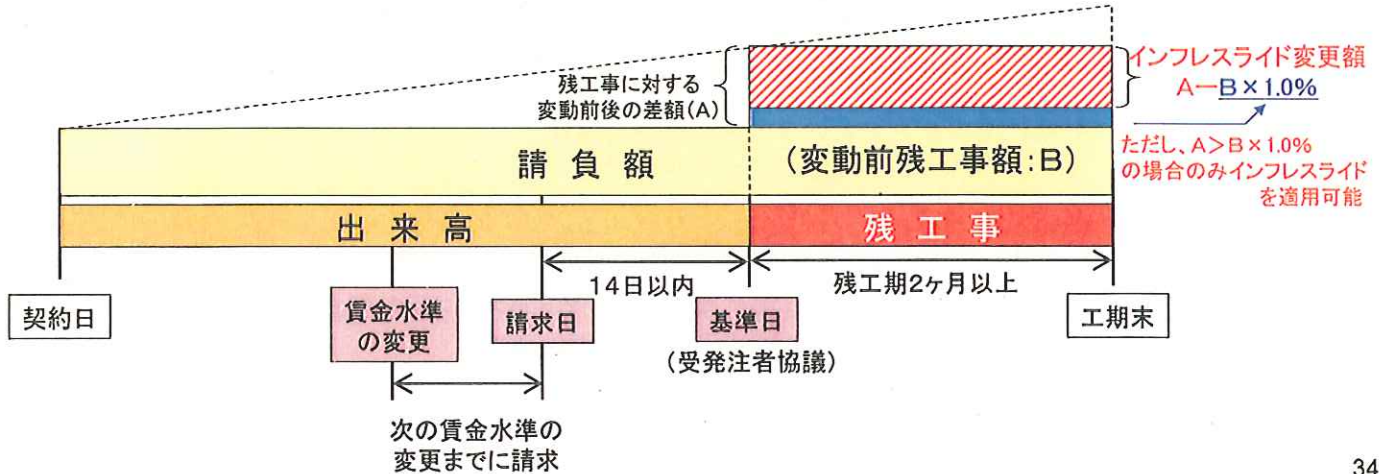 残工事に対する
変動前後の差額(A)
インフレスライド変更額
A－B×1.0%
ただし、A＞B×1.0%
の場合のみインフレスライド
を適用可能
請負額
(変動前残工事額:B)
出来高
残工事
14日以内
残工期2ヶ月以上
契約日
賃金水準
の変更
請求日
基準日
(受発注者協議)
工期末
次の賃金水準の
変更までに請求
34